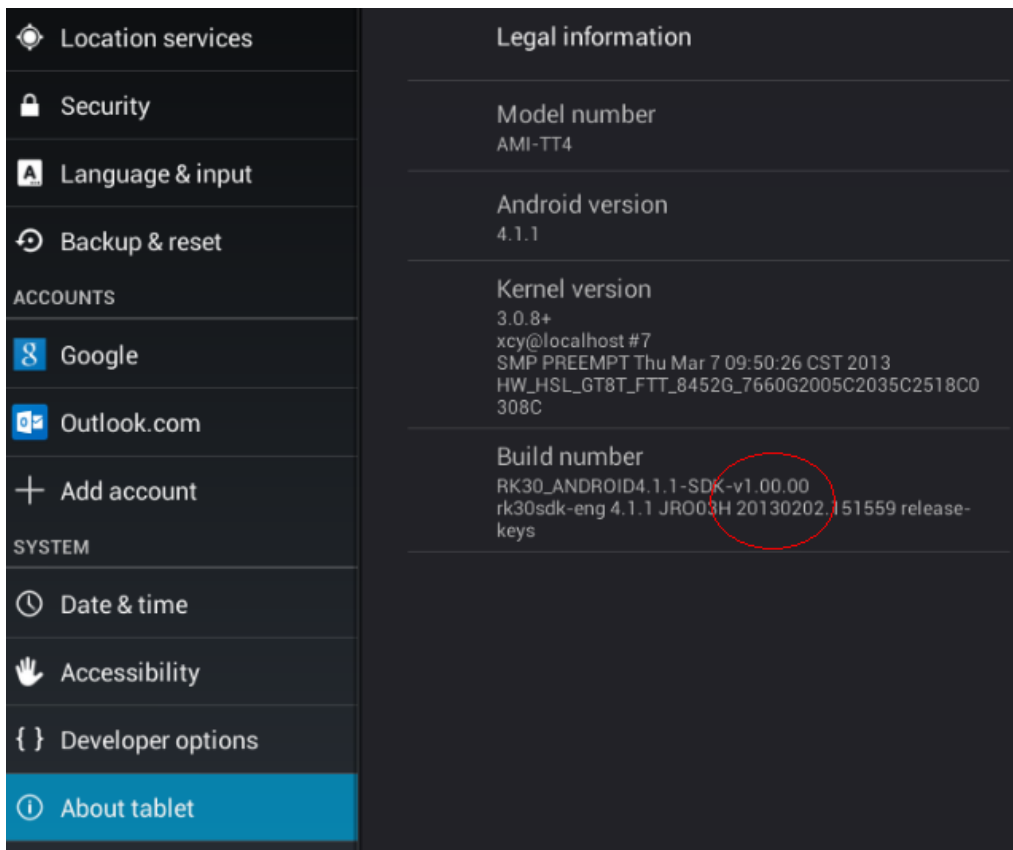 Location services
Security
Language & input
Backup & reset
ACCOUNTS
Google
Outlook.com
Add account
SYSTEM
Date & time
Accessibility
{ } Developer options
About tablet
Legal information
Model number
AMI-TT4
Android version
4.1.1
Kernel version
3.0.8+
xcy@localhost #7
SMP PREEMPT Thu Mar 7 09:50:26 CST 2013
HW_HSL_GT8T_FTT_8452G_7660G2005C2035C2518C0
308C
Build number
RK30_ANDROID4.1.1-SDK-v1.00.00
rk30sdk-eng 4.1.1 JRO03H 20130202.151559 release-
keys